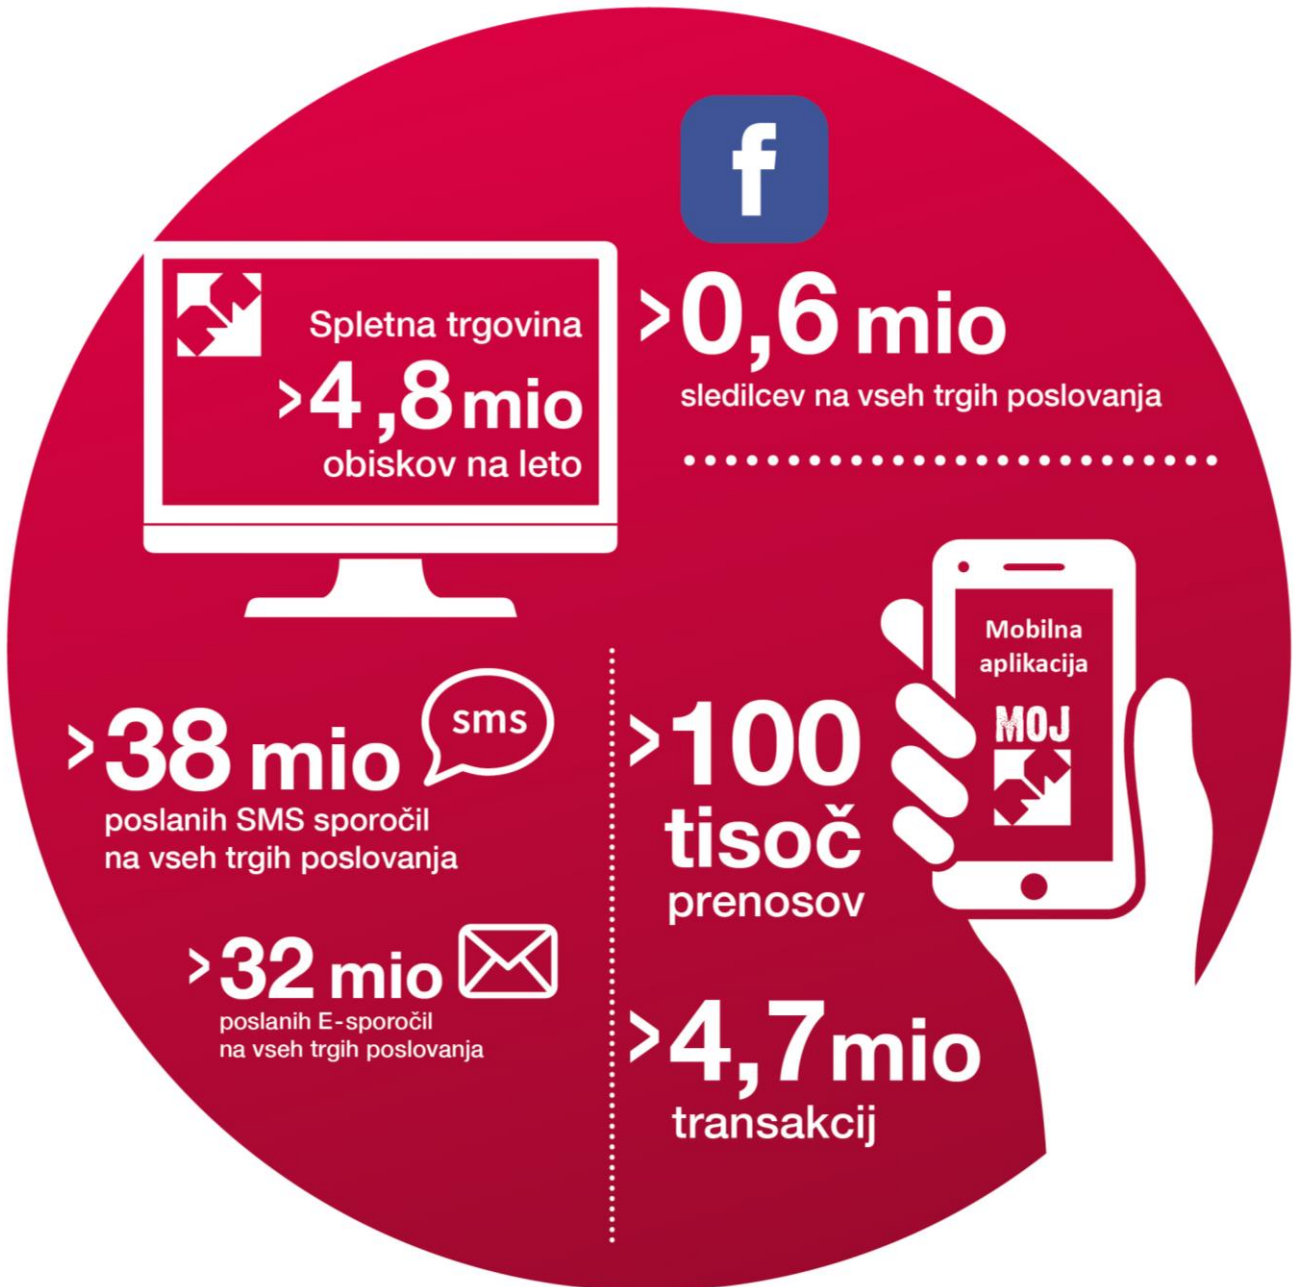 f
Spletna trgovina
>4,8 mio
obiskov na leto
>0,6 mio
sledilcev na vseh trgih poslovanja
>38 mio
sms
poslanih SMS sporočil
na vseh trgih poslovanja
>32 mio
poslanih E-sporočil
na vseh trgih poslovanja
Mobilna
aplikacija
MOJ
>100
tisoč
prenosov
>4,7 mio
transakcij